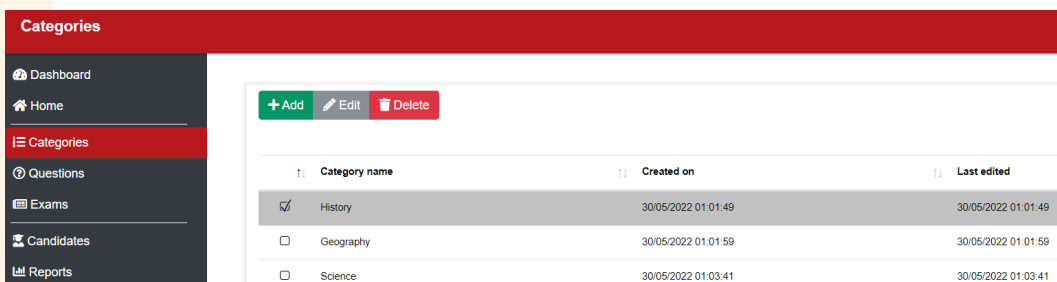 Categories
Dashboard
Home
Categories
Questions
Exams
Candidates
Reports
Add Edit Delete
Category name Created on Last edited
History 30/05/2022 01:01:49 30/05/2022 01:01:49
Geography 30/05/2022 01:01:59 30/05/2022 01:01:59
Science 30/05/2022 01:03:41 30/05/2022 01:03:41